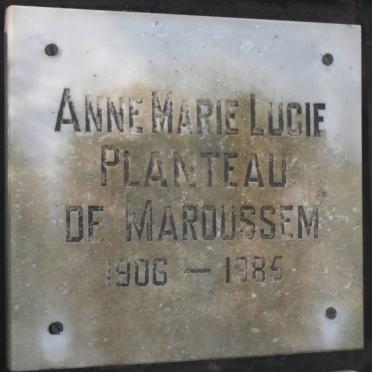 ANNE MARIE LUCIE
PLANTEAU
DE MAROUSSEM
1906 — 1985